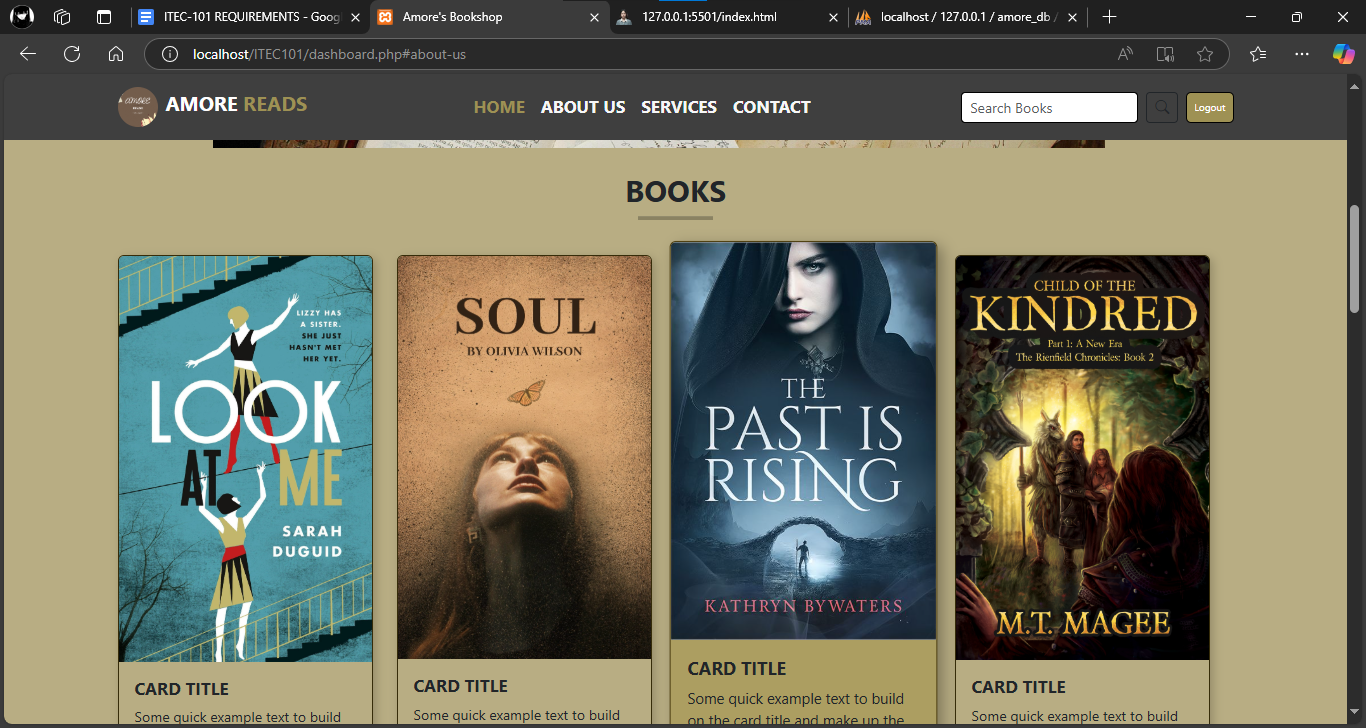 ITEC-101 REQUIREMENTS - Goog
Amore's Bookshop
127.0.0.1:5501/index.html
localhost / 127.0.0.1 / amore_db /
localhost/ITEC101/dashboard.php#about-us
AMORE READS
HOME
ABOUT US
SERVICES
CONTACT
Search Books
Logout
BOOKS
LIZZY HAS
A SISTER.
SHE JUST
HASN'T MET
HER YET.
LOOK
AT
ME
SARAH
DUGUID
CARD TITLE
Some quick example text to build
SOUL
BY OLIVIA WILSON
CARD TITLE
Some quick example text to build
THE
PAST IS
RISING
KATHRYN BYWATERS
CARD TITLE
Some quick example text to build
on the card title and make up the
CHILD OF THE
KINDRED
Part 1: A New Era
The Rienfield Chronicles: Book 2
M.T. MAGEE
CARD TITLE
Some quick example text to build